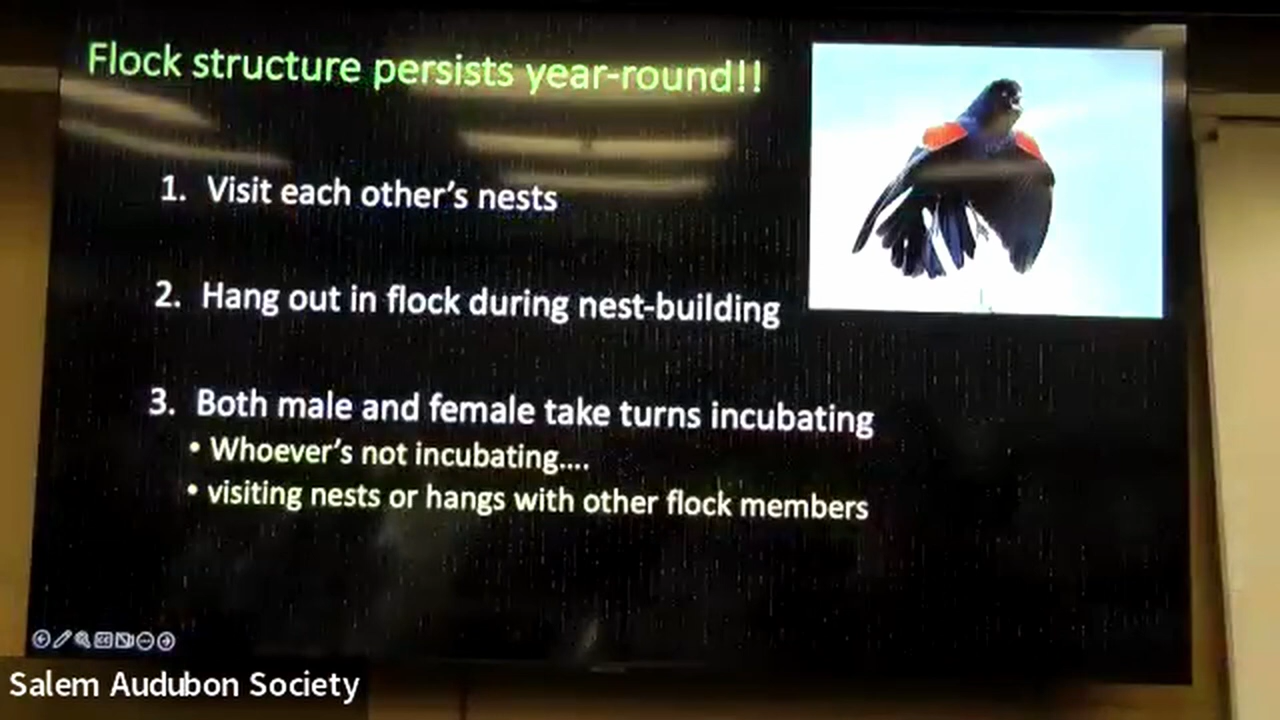 Flock structure persists year-round!!
1. Visit each other's nests
2. Hang out in flock during nest-building
3. Both male and female take turns incubating
• Whoever's not incubating....
• visiting nests or hangs with other flock members
Salem Audubon Society